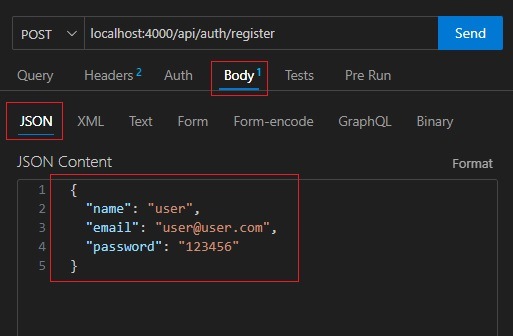 POST localhost:4000/api/auth/register Send
Query Headers 2 Auth Body 1 Tests Pre Run
JSON XML Text Form Form-encode GraphQL Binary
JSON Content Format
1 {
2 "name": "user",
3 "email": "user@user.com",
4 "password": "123456"
5 }